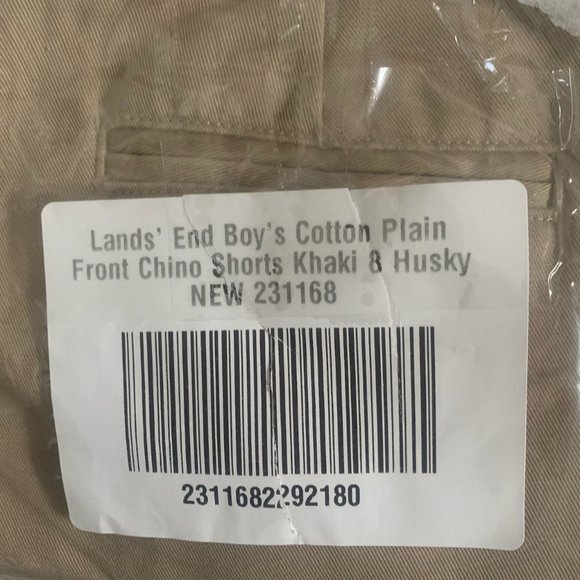 Lands' End Boy's Cotton Plain
Front Chino Shorts Khaki 8 Husky
NEW 231168
2311682292180